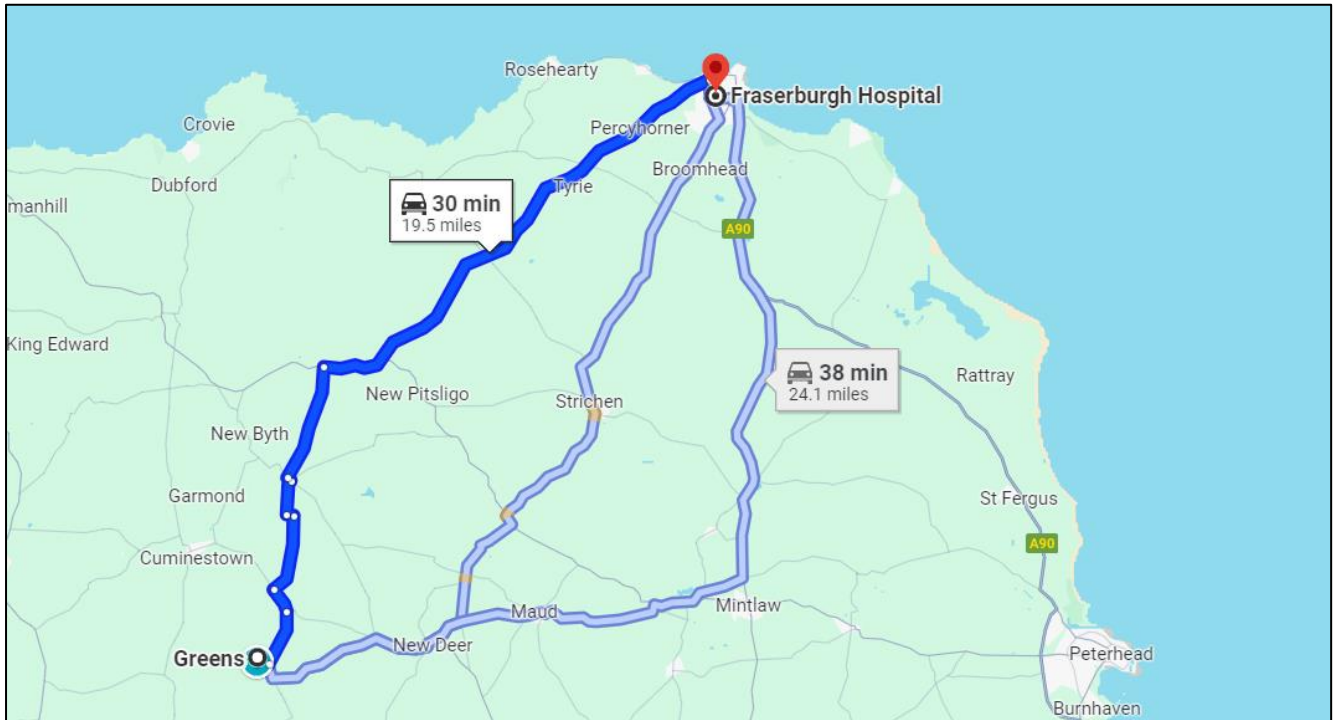 Rosehearty
Fraserburgh Hospital
Crovie
Percyhorner
Broomhead
Dubford
Tyrie
manhill
30 min
19.5 miles
A90
King Edward
38 min
24.1 miles
Rattray
New Pitsligo
Strichen
New Byth
Garmond
St Fergus
A90
Cuminestown
Maud
Mintlaw
New Deer
Greens
Peterhead
Burnhaven